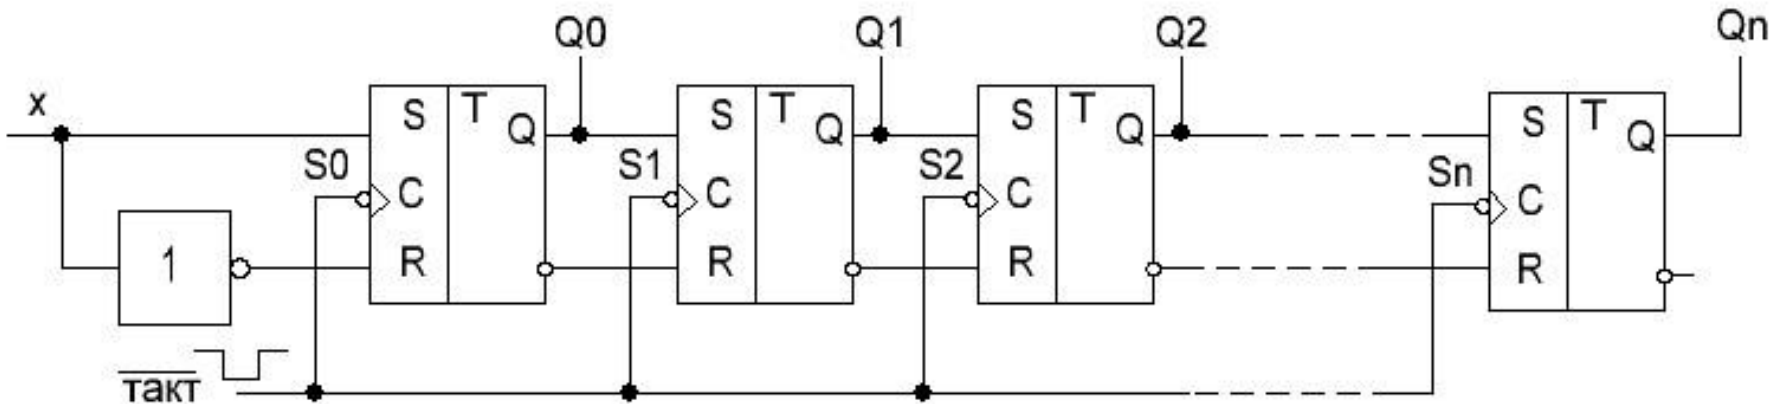 Q0 Q1 Q2 Qn
x
S T Q S T Q S T Q S T Q
S0 S1 S2 Sn
C C C C
1 R R R R
такт